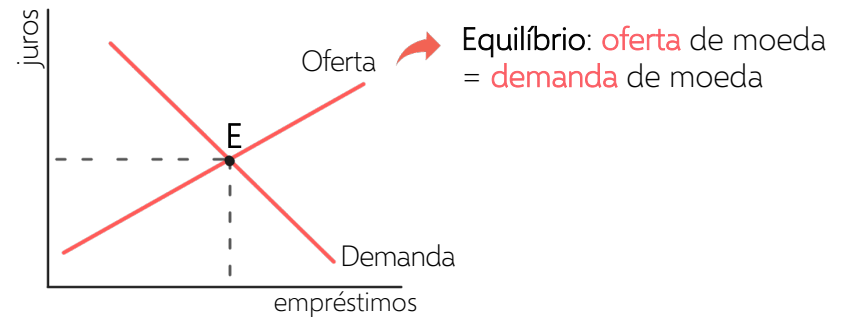 juros
Oferta
Equilíbrio: oferta de moeda
= demanda de moeda
E
Demanda
empréstimos